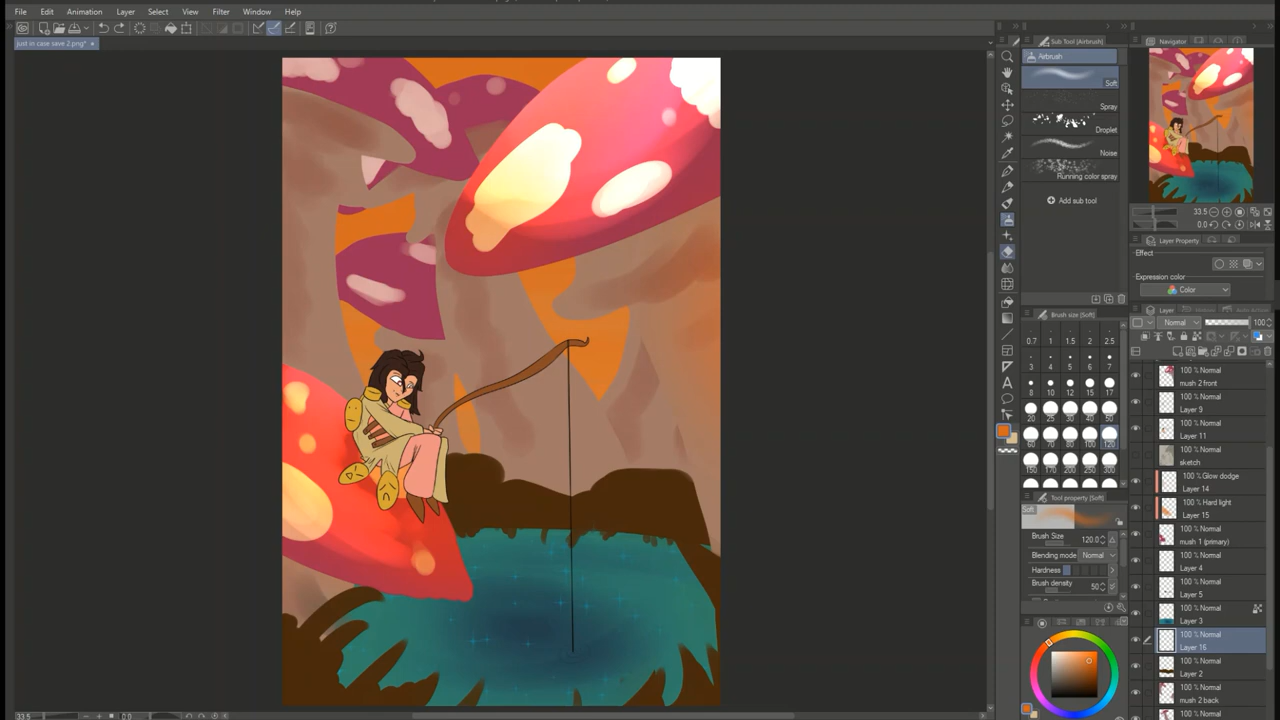 File Edit Animation Layer Select View Filter Window Help
just in case save 2.png*
Sub Tool (Airbrush)
Airbrush
Soft
Spray
Droplet
Noise
Running color spray
Add sub tool
Brush size (Soft)
0.7 1 1.5 2 2.5
3 4 5 6 7
8 10 12 15 17
20 25 30 40 50
60 70 80 100 120
150 170 200 250 300
Tool property (Soft)
Soft
Brush Size 120.0
Blending mode Normal
Hardness
Brush density 50
Navigator
33.5
0.0
Layer Property
Effect
Expression color
Color
Layer
Normal 100
100 % Normal
mush 2 front
100 % Normal
Layer 9
100 % Normal
Layer 11
100 % Normal
sketch
100 % Glow dodge
Layer 14
100 % Hard light
Layer 15
100 % Normal
mush 1 (primary)
100 % Normal
Layer 4
100 % Normal
Layer 5
100 % Normal
Layer 3
100 % Normal
Layer 16
100 % Normal
Layer 2
100 % Normal
mush 2 back
100 % Normal
33.5 0.0